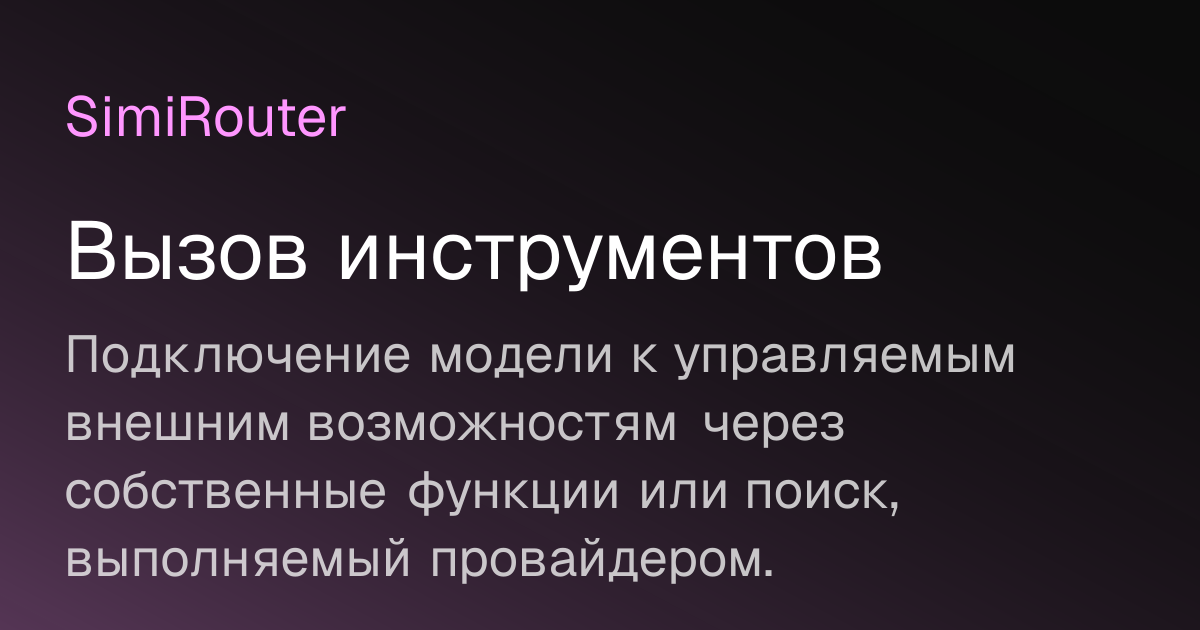 SimiRouter
Вызов инструментов
Подключение модели к управляемым
внешним возможностям через
собственные функции или поиск,
выполняемый провайдером.